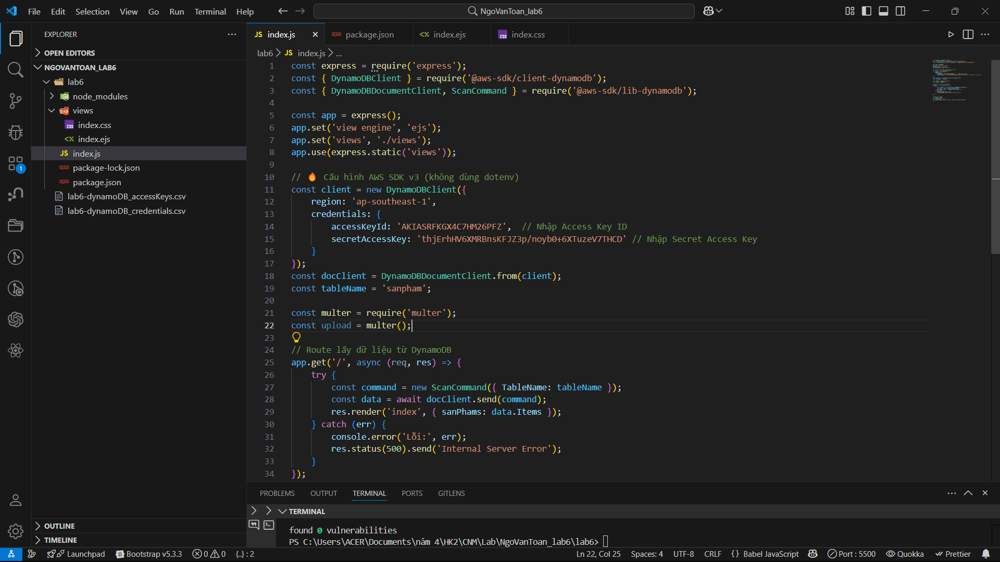 File Edit Selection View Go Run Terminal Help
NgoVanToan_lab6
EXPLORER
OPEN EDITORS
NGOVANTOAN_LAB6
lab6
node_modules
views
index.css
index.ejs
JS index.js
package-lock.json
package.json
lab6-dynamoDB_accessKeys.csv
lab6-dynamoDB_credentials.csv
OUTLINE
TIMELINE
1
JS index.js package.json <% index.ejs css index.css
lab6 > JS index.js > ...
1 const express = require('express');
2 const { DynamoDBClient } = require('@aws-sdk/client-dynamodb');
3 const { DynamoDBDocumentClient, ScanCommand } = require('@aws-sdk/lib-dynamodb');
4
5 const app = express();
6 app.set('view engine', 'ejs');
7 app.set('views', './views');
8 app.use(express.static('views'));
9
10 // 🔥 Cấu hình AWS SDK v3 (không dùng dotenv)
11 const client = new DynamoDBClient({
12 region: 'ap-southeast-1',
13 credentials: {
14 accessKeyId: 'AKIASRFKGX4C7HM26PFZ', // Nhập Access Key ID
15 secretAccessKey: 'thjErhHV6XMRBnsKFJZ3p/noyb0+6XTuzeV7THCD' // Nhập Secret Access Key
16 }
17 });
18 const docClient = DynamoDBDocumentClient.from(client);
19 const tableName = 'sanpham';
20
21 const multer = require('multer');
22 const upload = multer();
23
24 // Route lấy dữ liệu từ DynamoDB
25 app.get('/', async (req, res) => {
26 try {
27 const command = new ScanCommand({ TableName: tableName });
28 const data = await docClient.send(command);
29 res.render('index', { sanPhams: data.Items });
30 } catch (err) {
31 console.error('Lỗi:', err);
32 res.status(500).send('Internal Server Error');
33 }
34 });
PROBLEMS OUTPUT TERMINAL PORTS GITLENS
TERMINAL
found 0 vulnerabilities
PS C:\Users\ACER\Documents\năm 4\HK2\CNM\Lab\NgoVanToan_lab6\lab6>
Launchpad Bootstrap v5.3.3 0 0 {..} : 2 Ln 22, Col 25 Spaces: 4 UTF-8 CRLF {} Babel JavaScript Port : 5500 Quokka Prettier